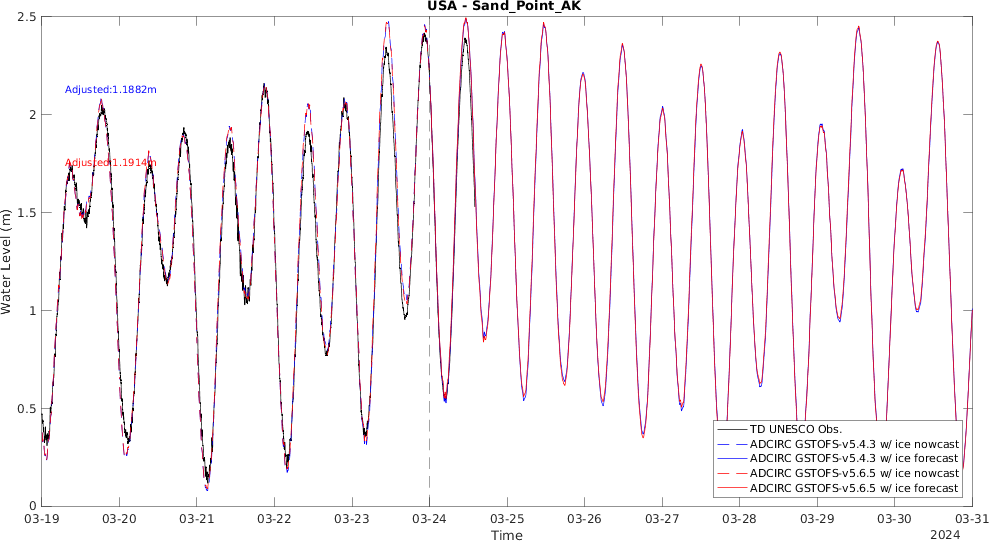 USA - Sand_Point_AK
2.5
2
1.5
1
0.5
0
Water Level (m)
Adjusted:1.1882m
Adjusted:1.1914m
TD UNESCO Obs.
ADCIRC GSTOFS-v5.4.3 w/ ice nowcast
ADCIRC GSTOFS-v5.4.3 w/ ice forecast
ADCIRC GSTOFS-v5.6.5 w/ ice nowcast
ADCIRC GSTOFS-v5.6.5 w/ ice forecast
03-19 03-20 03-21 03-22 03-23 03-24 03-25 03-26 03-27 03-28 03-29 03-30 03-31
Time
2024